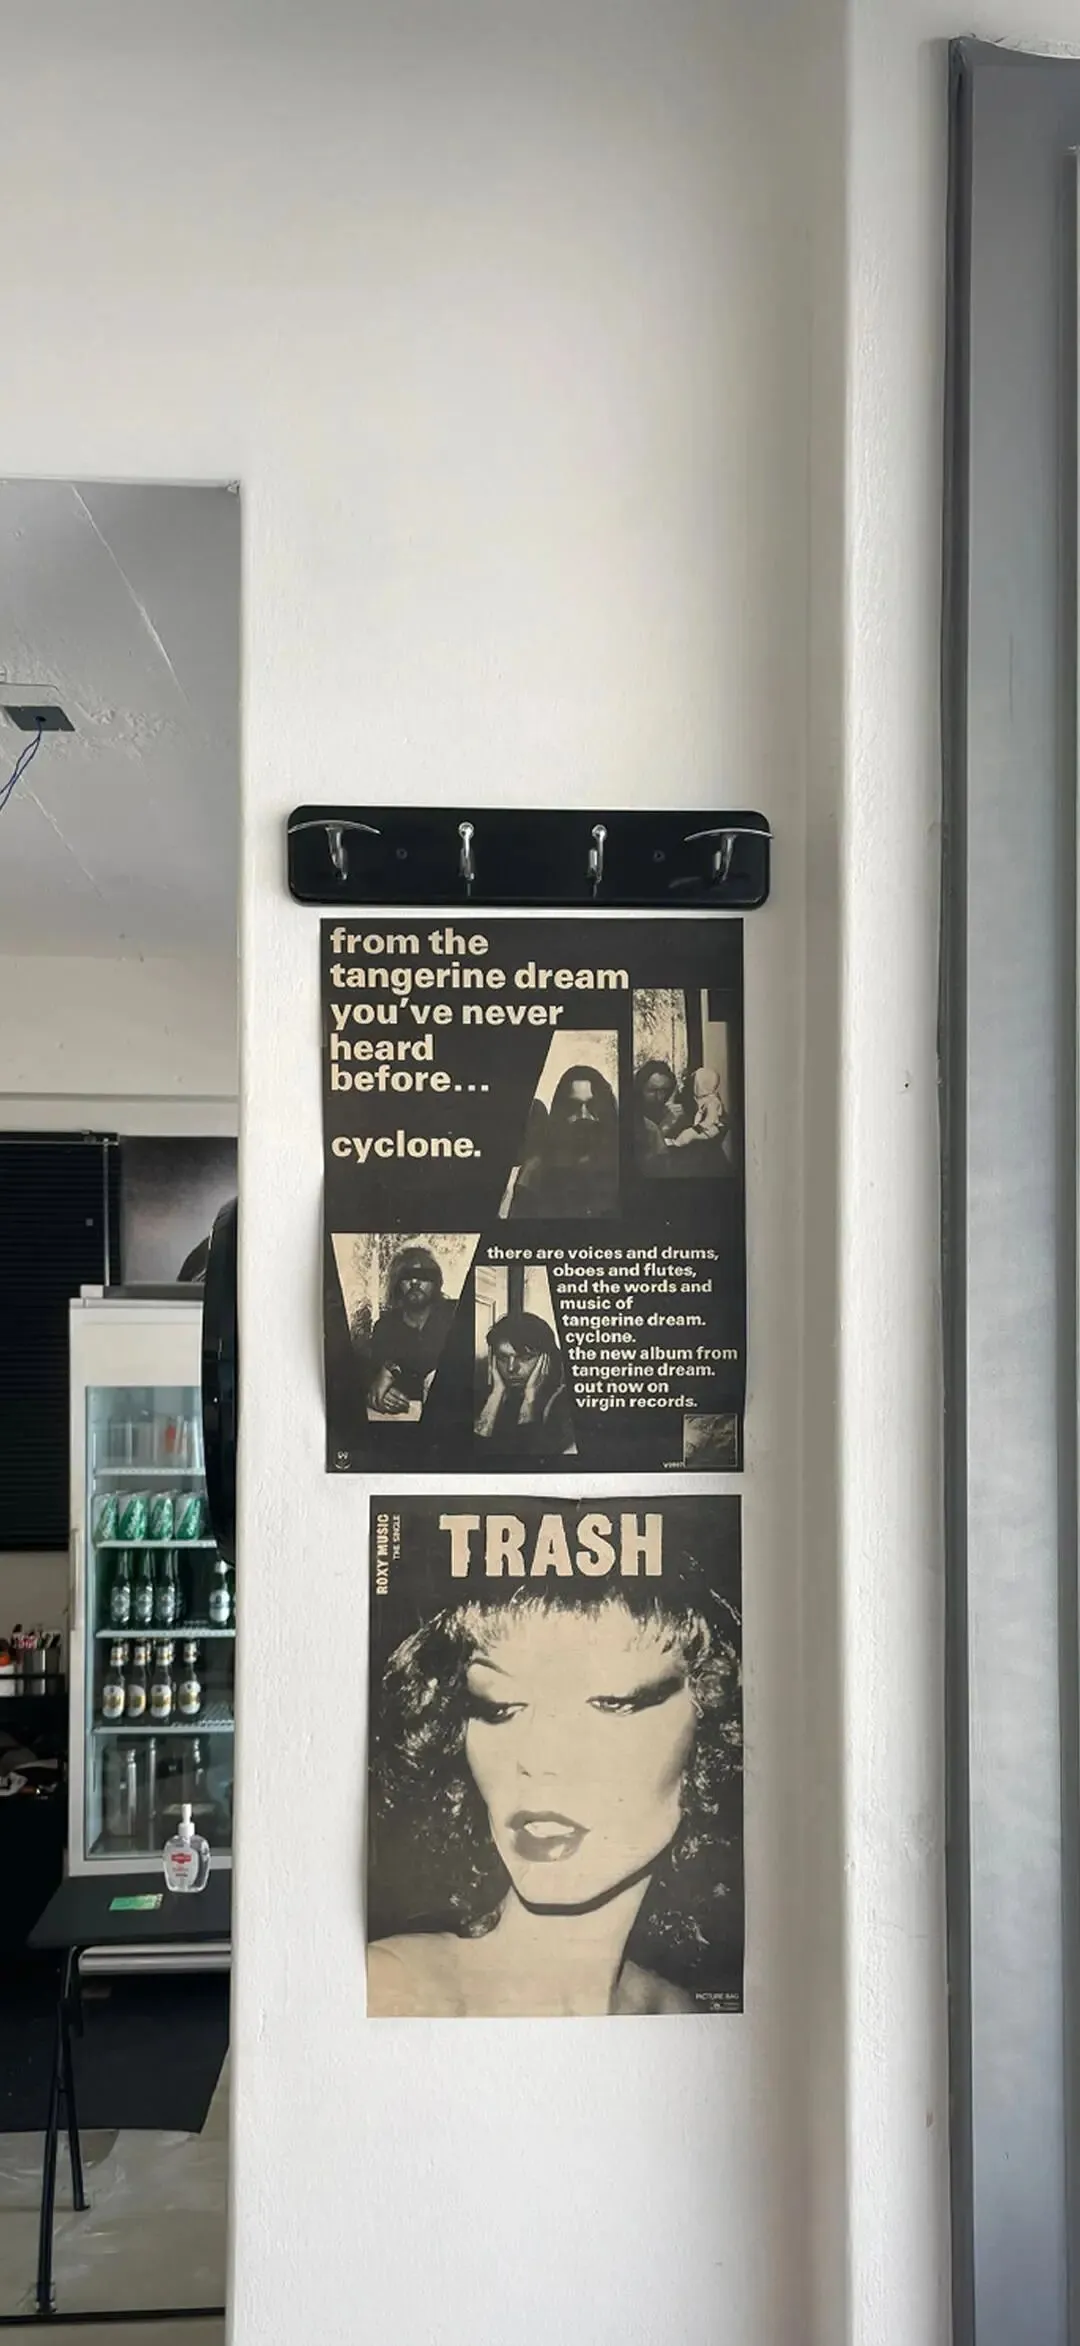 from the
tangerine dream
you've never
heard
before...
cyclone.
there are voices and drums,
oboes and flutes,
and the words and
music of
tangerine dream.
cyclone.
the new album from
tangerine dream.
out now on
virgin records.
ROXY MUSIC
THE SINGLE
TRASH
PICTURE BAG